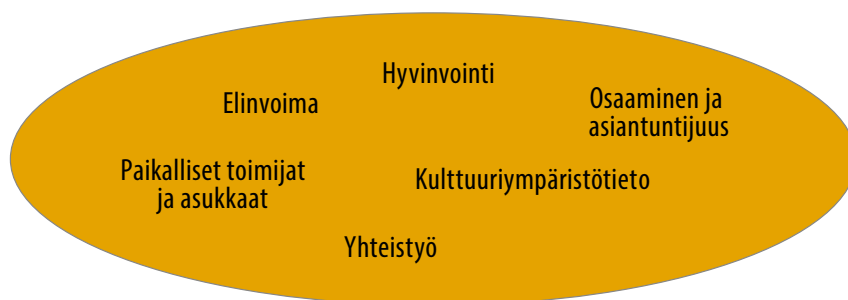 Hyvinvointi
Elinvoima
Osaaminen ja
asiantuntijuus
Paikalliset toimijat
ja asukkaat
Kulttuuriympäristötieto
Yhteistyö